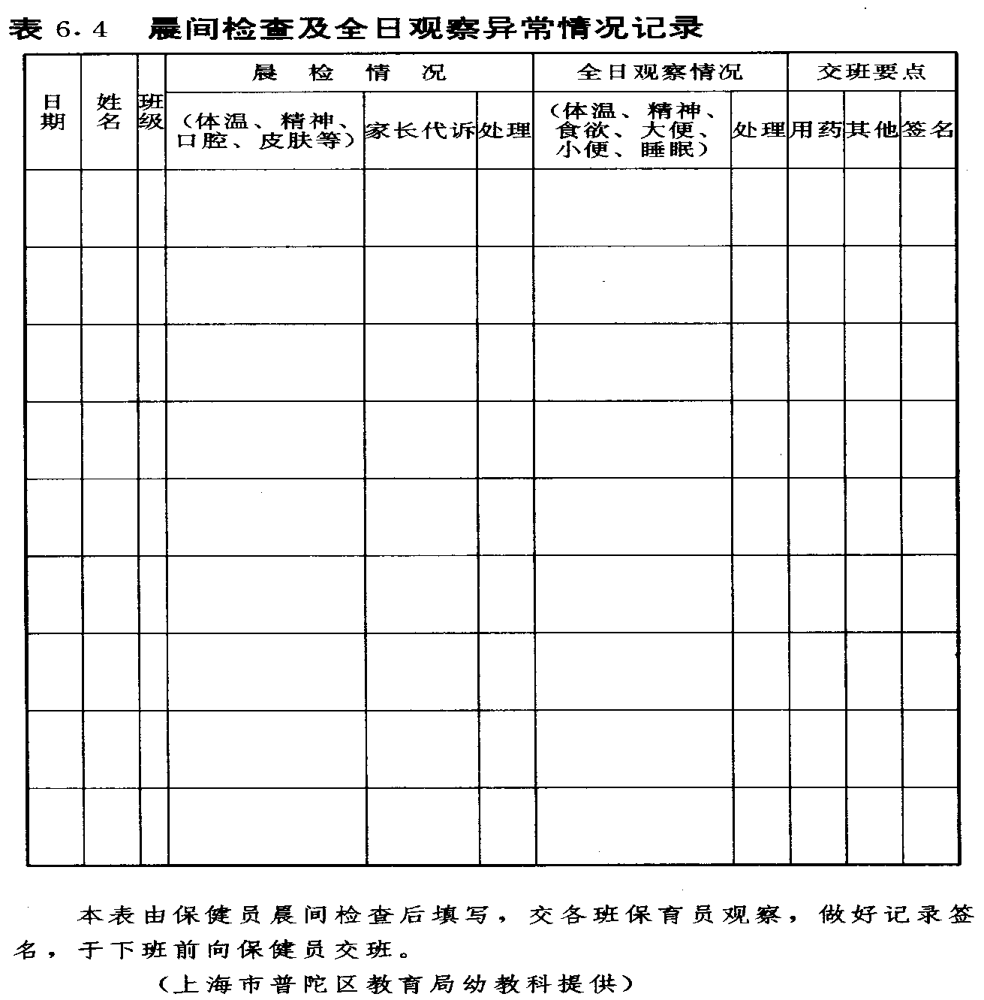 表 6.4 晨间检查及全日观察异常情况记录
日期
姓名
班级
晨检情况
全日观察情况
交班要点
(体温、精神、
口腔、皮肤等)
家长代诉
处理
(体温、精神、
食欲、大便、
小便、睡眠)
处理
用药
其他
签名
本表由保健员晨间检查后填写，交各班保育员观察，做好记录签
名，于下班前向保健员交班。
(上海市普陀区教育局幼教科提供)